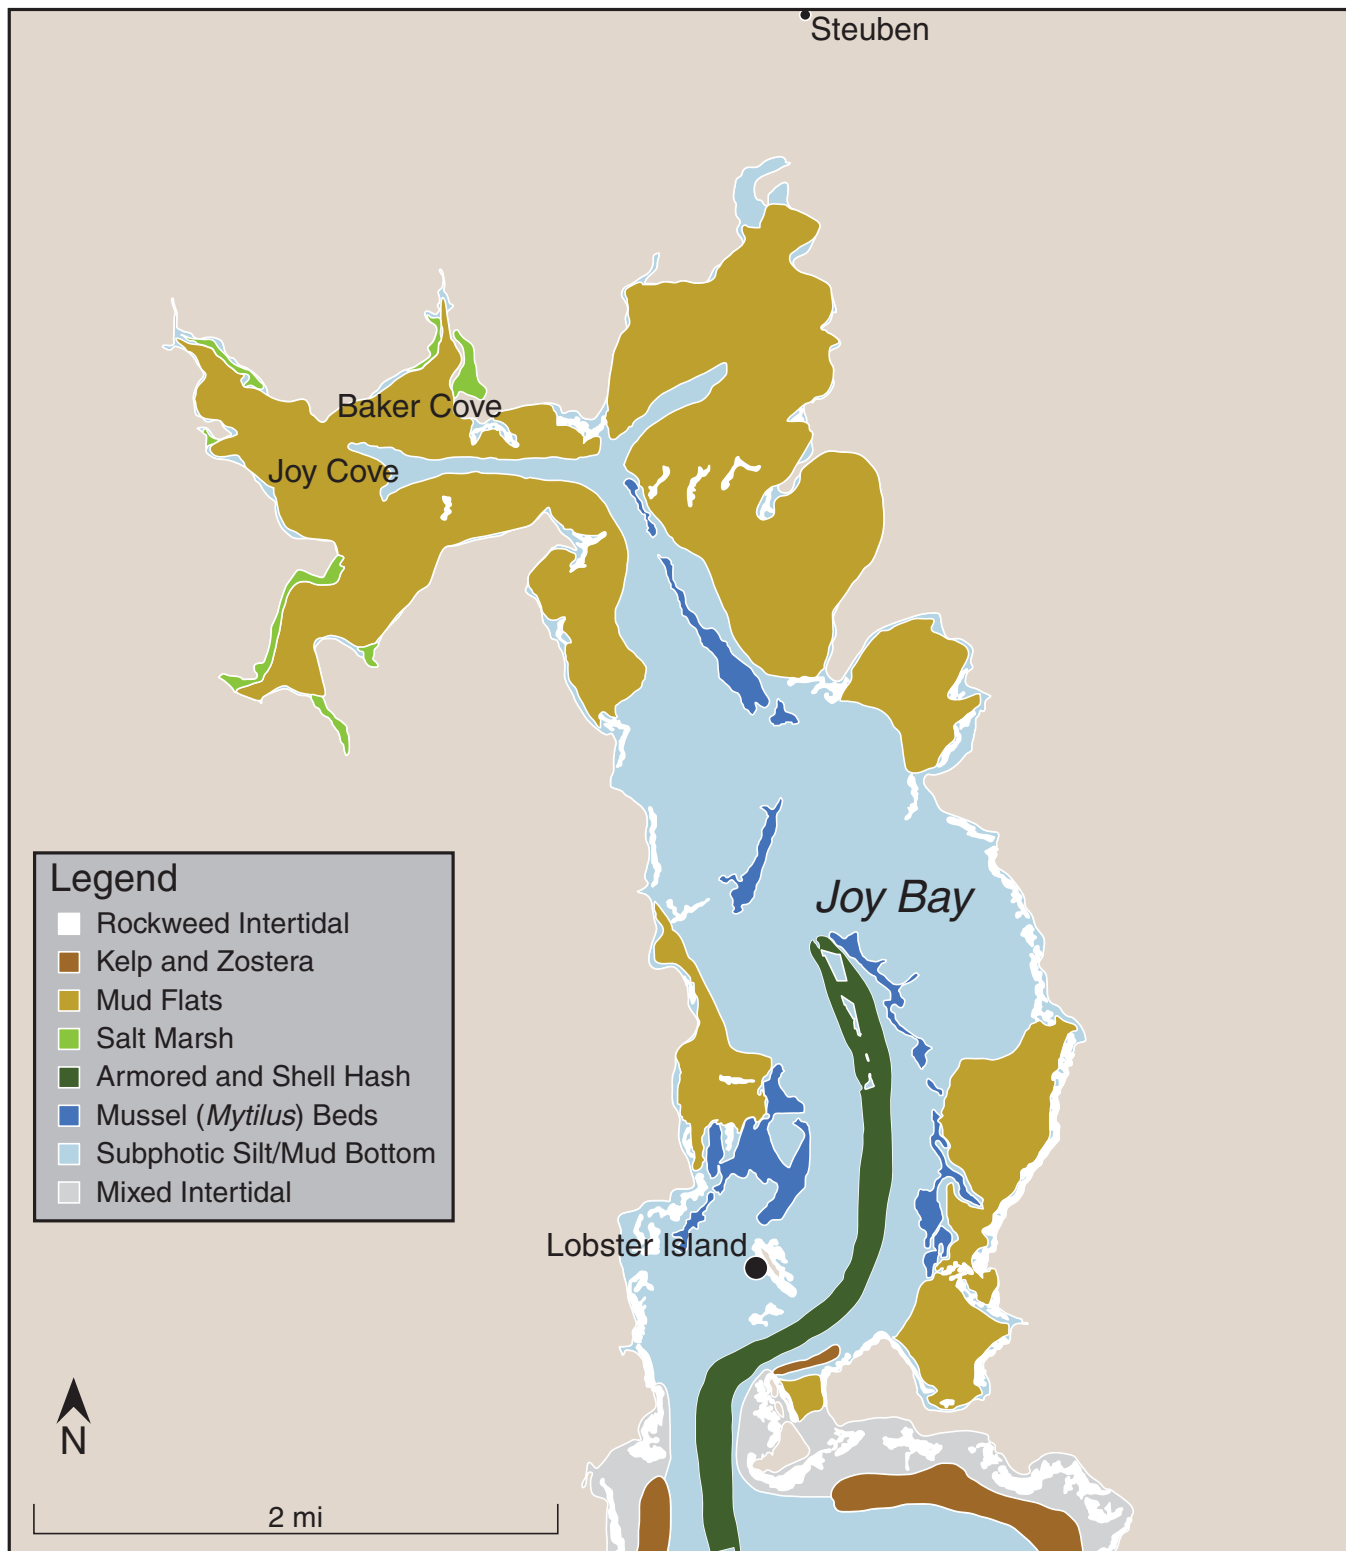 Steuben
Baker Cove
Joy Cove
Joy Bay
Legend
Rockweed Intertidal
Kelp and Zostera
Mud Flats
Salt Marsh
Armored and Shell Hash
Mussel (Mytilus) Beds
Subphotic Silt/Mud Bottom
Mixed Intertidal
Lobster Island
N
2 mi